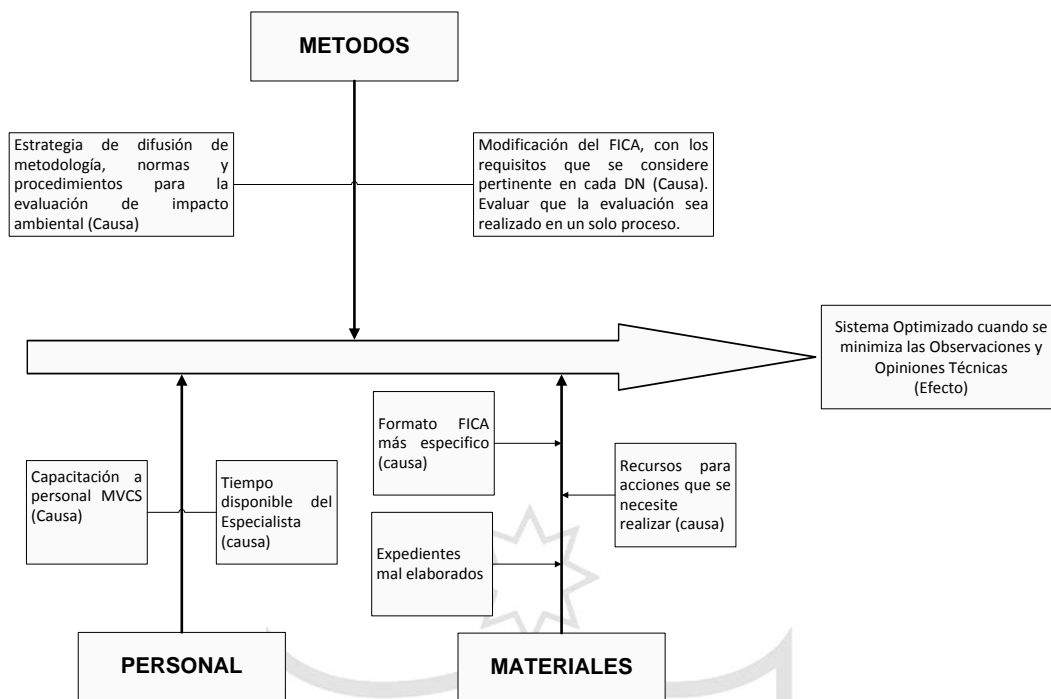 METODOS
Estrategia de difusión de
metodología, normas y
procedimientos para la
evaluación de impacto
ambiental (Causa)
Modificación del FICA, con los
requisitos que se considere
pertinente en cada DN (Causa).
Evaluar que la evaluación sea
realizado en un solo proceso.
Sistema Optimizado cuando se
minimiza las Observaciones y
Opiniones Técnicas
(Efecto)
Capacitación a
personal MVCS
(Causa)
Tiempo
disponible del
Especialista
(causa)
Formato FICA
más especifico
(causa)
Recursos para
acciones que se
necesite
realizar (causa)
Expedientes
mal elaborados
PERSONAL
MATERIALES